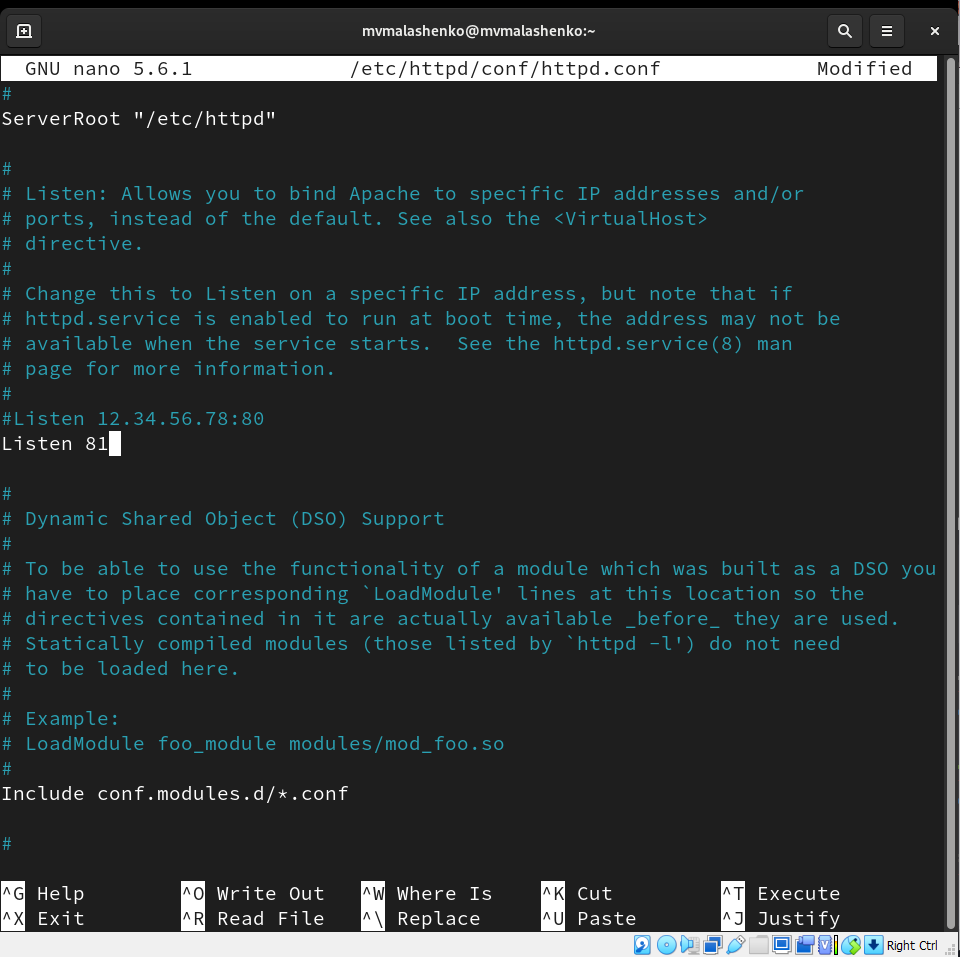 mvmalashenko@mvmalashenko:~
GNU nano 5.6.1 /etc/httpd/conf/httpd.conf Modified
#
ServerRoot "/etc/httpd"
#
# Listen: Allows you to bind Apache to specific IP addresses and/or
# ports, instead of the default. See also the <VirtualHost>
# directive.
#
# Change this to Listen on a specific IP address, but note that if
# httpd.service is enabled to run at boot time, the address may not be
# available when the service starts.  See the httpd.service(8) man
# page for more information.
#
#Listen 12.34.56.78:80
Listen 81
#
# Dynamic Shared Object (DSO) Support
#
# To be able to use the functionality of a module which was built as a DSO you
# have to place corresponding `LoadModule' lines at this location so the
# directives contained in it are actually available _before_ they are used.
# Statically compiled modules (those listed by `httpd -l') do not need
# to be loaded here.
#
# Example:
# LoadModule foo_module modules/mod_foo.so
#
Include conf.modules.d/*.conf
#
^G Help ^O Write Out ^W Where Is ^K Cut ^T Execute
^X Exit ^R Read File ^\ Replace ^U Paste ^J Justify
Right Ctrl